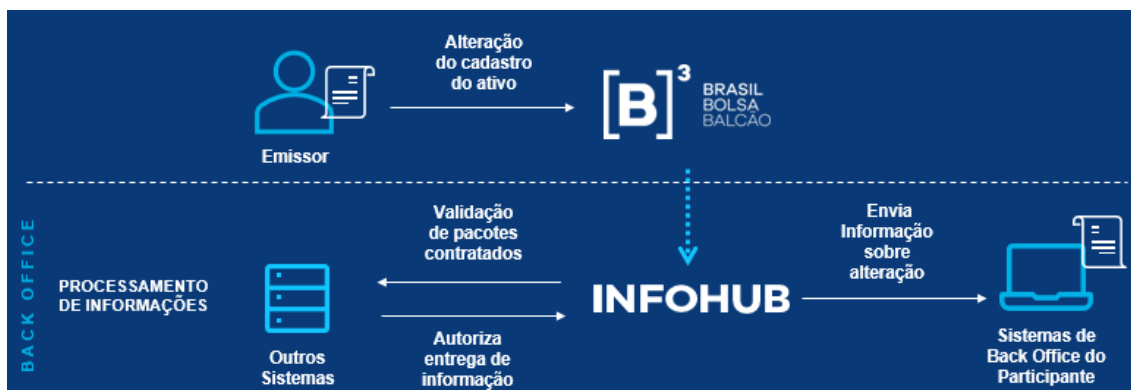 Alteração
do cadastro
do ativo
[B]³
BRASIL
BOLSA
BALCÃO
Emissor
BACK OFFICE
PROCESSAMENTO
DE INFORMAÇÕES
Validação
de pacotes
contratados
Outros
Sistemas
Autoriza
entrega de
informação
INFOHUB
Envia
Informação
sobre
alteração
Sistemas de
Back Office do
Participante